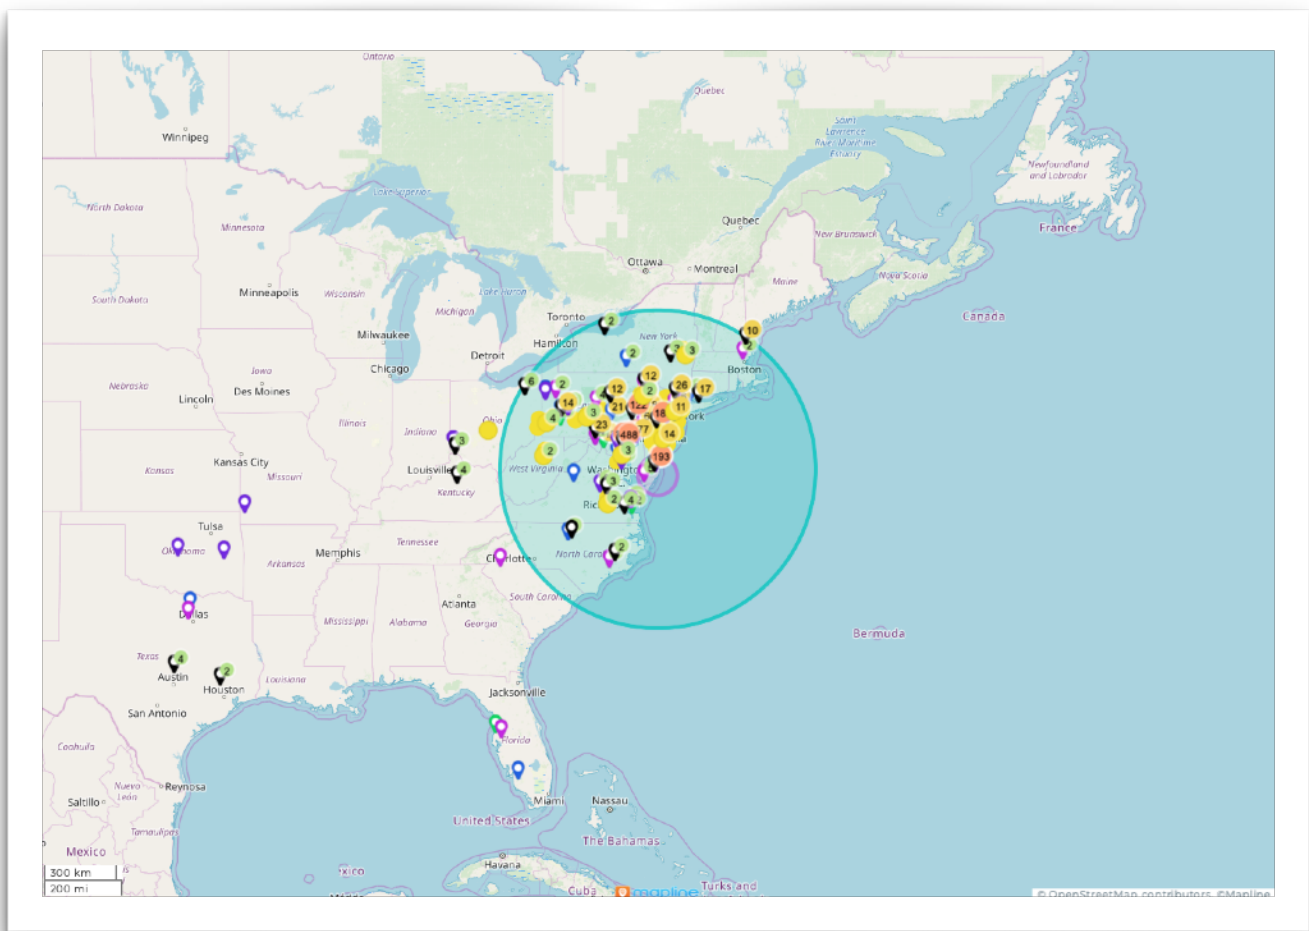 Ontario
Quebec
Winnipeg
Saint
Lawrence
River Maritime
Estuary
Newfoundland
and Labrador
Lake Superior
North Dakota
Minnesota
Quebec
New Brunswick
France
Ottawa
Montreal
Nova Scotia
Maine
Minneapolis
Wisconsin
Lake Huron
South Dakota
Michigan
Toronto
2
Canada
10
Milwaukee
Hamilton
New York
2
Detroit
2
3
2
Chicago
Boston
Iowa
12
Nebraska
Des Moines
6
2
12
2
26
17
Lincoln
14
21
18
11
Illinois
Ohio
4
3
23
Indiana
488
77
14
3
2
3
193
Kansas City
Kansas
Louisville
4
West Virginia
Washington
Missouri
Kentucky
3
2
4
Tulsa
Oklahoma
Memphis
Tennessee
Charlotte
North Caro
2
Arkansas
South Carolina
Atlanta
Dallas
Mississippi
Alabama
Georgia
Bermuda
Texas
4
Austin
2
Houston
Louisiana
Jacksonville
San Antonio
Florida
Coahuila
Nuevo
León
Reynosa
Saltillo
Miami
Nassau
United States
Tamaulipas
The Bahamas
Mexico
Havana
300 km
200 mi
Cuba
mapline
Turks and
© OpenStreetMap contributors, ©Mapline